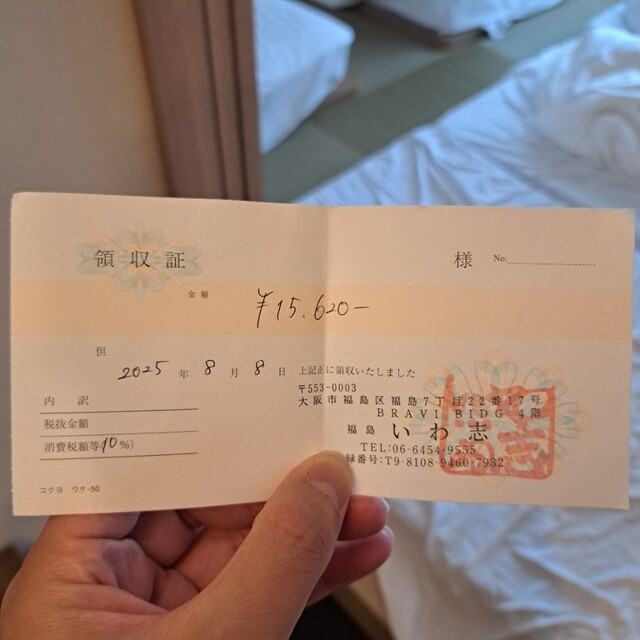 領収証
様 No.
金額 ¥15.620-
但
2025年8月8日 上記正に領収いたしました
内訳
税抜金額
消費税額等(10%)
コクヨ ウケ-50
〒553-0003
大阪市福島区福島7丁目22番17号
BRAVI BIDG 4階
福島 いわ志
TEL:06-6454-9555
録番号:T9-8108-9460-7932